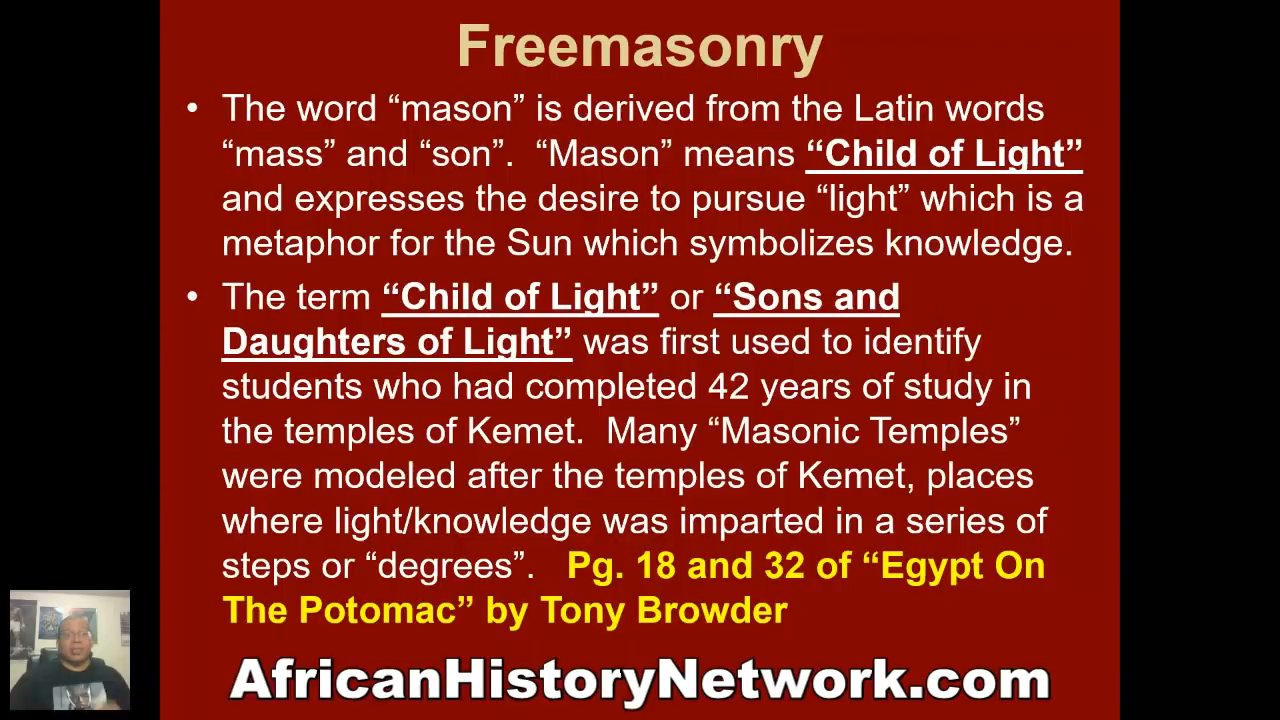 Freemasonry
• The word “mason” is derived from the Latin words
“mass” and “son”.  “Mason” means “Child of Light”
and expresses the desire to pursue “light” which is a
metaphor for the Sun which symbolizes knowledge.
• The term “Child of Light” or “Sons and
Daughters of Light” was first used to identify
students who had completed 42 years of study in
the temples of Kemet.  Many “Masonic Temples”
were modeled after the temples of Kemet, places
where light/knowledge was imparted in a series of
steps or “degrees”.   Pg. 18 and 32 of “Egypt On
The Potomac” by Tony Browder
AfricanHistoryNetwork.com